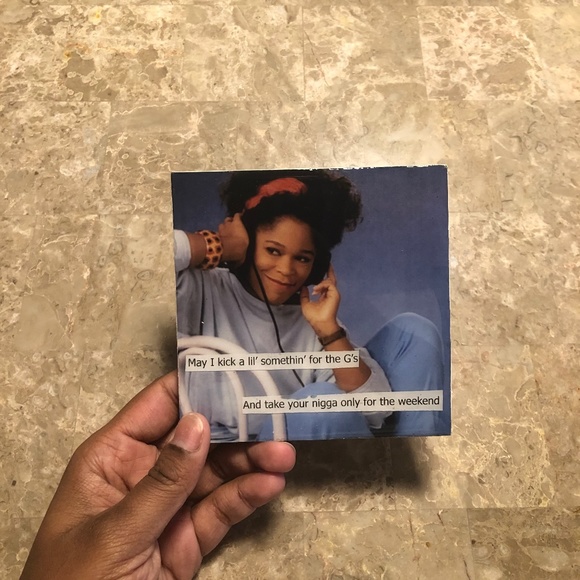 May I kick a lil' somethin' for the G's
And take your nigga only for the weekend